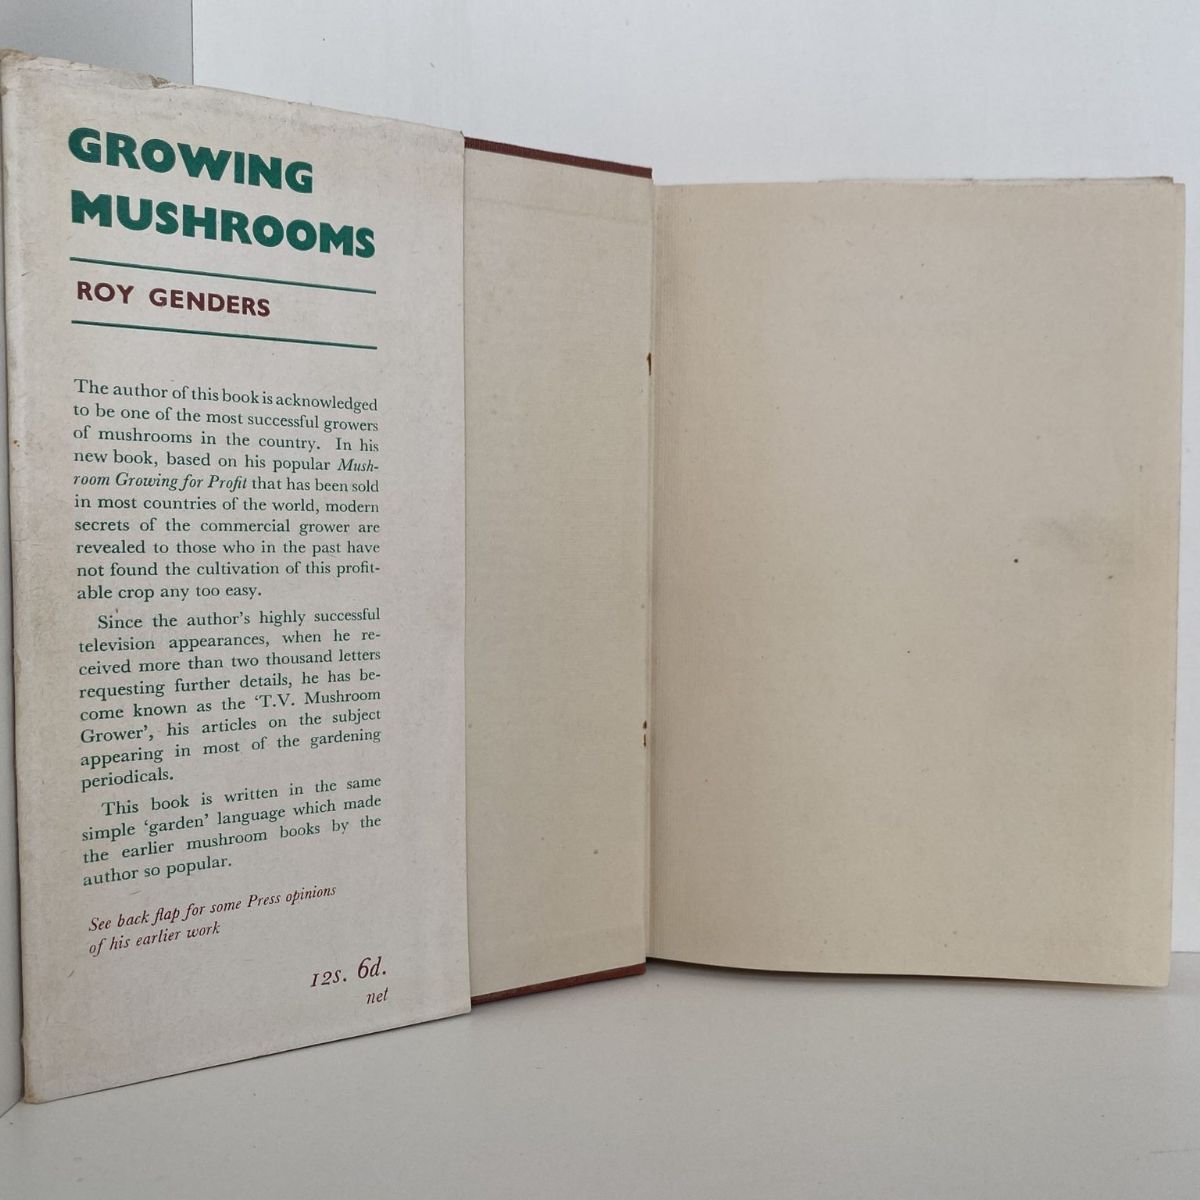 GROWING
MUSHROOMS
ROY GENDERS
The author of this book is acknowledged
to be one of the most successful growers
of mushrooms in the country. In his
new book, based on his popular Mush-
room Growing for Profit that has been sold
in most countries of the world, modern
secrets of the commercial grower are
revealed to those who in the past have
not found the cultivation of this profit-
able crop any too easy.
Since the author's highly successful
television appearances, when he re-
ceived more than two thousand letters
requesting further details, he has be-
come known as the 'T.V. Mushroom
Grower', his articles on the subject
appearing in most of the gardening
periodicals.
This book is written in the same
simple 'garden' language which made
the earlier mushroom books by the
author so popular.
See back flap for some Press opinions
of his earlier work
12s. 6d.
net